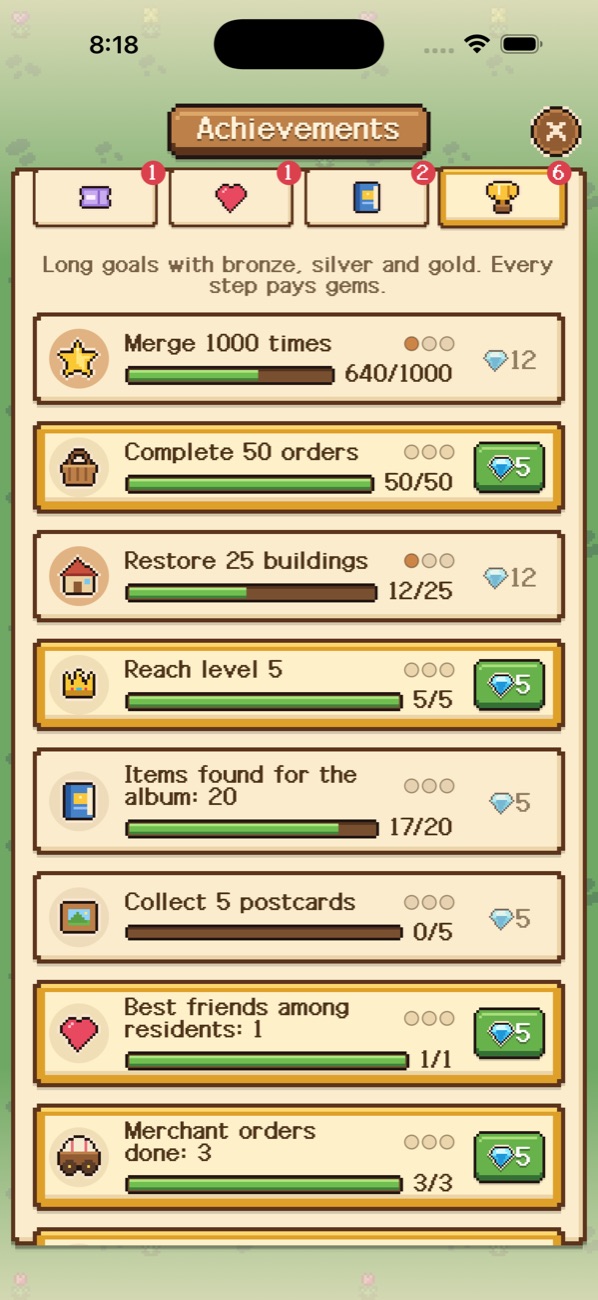 8:18
Achievements
1
1
2
6
Long goals with bronze, silver and gold. Every
step pays gems.
Merge 1000 times
640/1000
12
Complete 50 orders
50/50
5
Restore 25 buildings
12/25
12
Reach level 5
5/5
5
Items found for the
album: 20
17/20
5
Collect 5 postcards
0/5
5
Best friends among
residents: 1
1/1
5
Merchant orders
done: 3
3/3
5